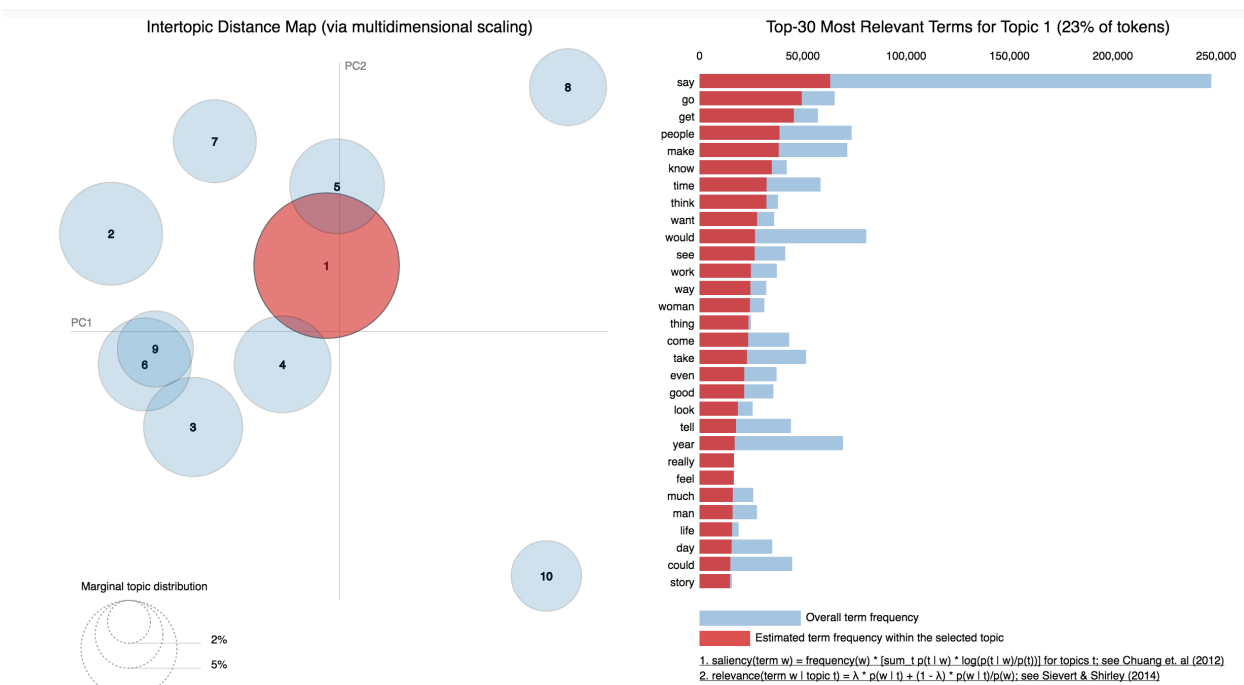 Intertopic Distance Map (via multidimensional scaling)
PC2
8
7
5
2
1
PC1
9
6
4
3
10
Marginal topic distribution
2%
5%
Top-30 Most Relevant Terms for Topic 1 (23% of tokens)
0 50,000 100,000 150,000 200,000 250,000
say
go
get
people
make
know
time
think
want
would
see
work
way
woman
thing
come
take
even
good
look
tell
year
really
feel
much
man
life
day
could
story
Overall term frequency
Estimated term frequency within the selected topic
1. saliency(term w) = frequency(w) * [sum_t p(t | w) * log(p(t | w)/p(t))] for topics t; see Chuang et. al (2012)
2. relevance(term w | topic t) = λ * p(w | t) + (1 - λ) * p(w | t)/p(w); see Sievert & Shirley (2014)